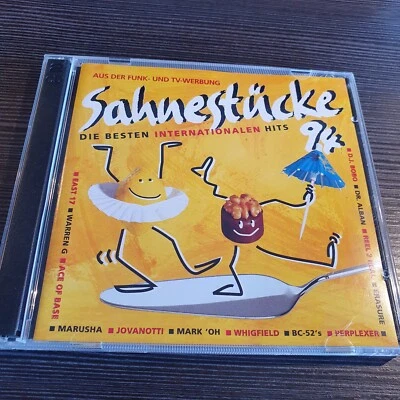 AUS DER FUNK- UND TV-WERBUNG
Sahnestücke
DIE BESTEN INTERNATIONALEN HITS
94
■ EAST 17 ■ WARREN G ■ ACE OF BASE
■ MARUSHA ■ JOVANOTTI ■ MARK 'OH ■ WHIGFIELD ■ BC-52's ■ PERPLEXER ■
■ D.J. BOBO ■ DR. ALBAN ■ REEL 2 ■ ERASURE